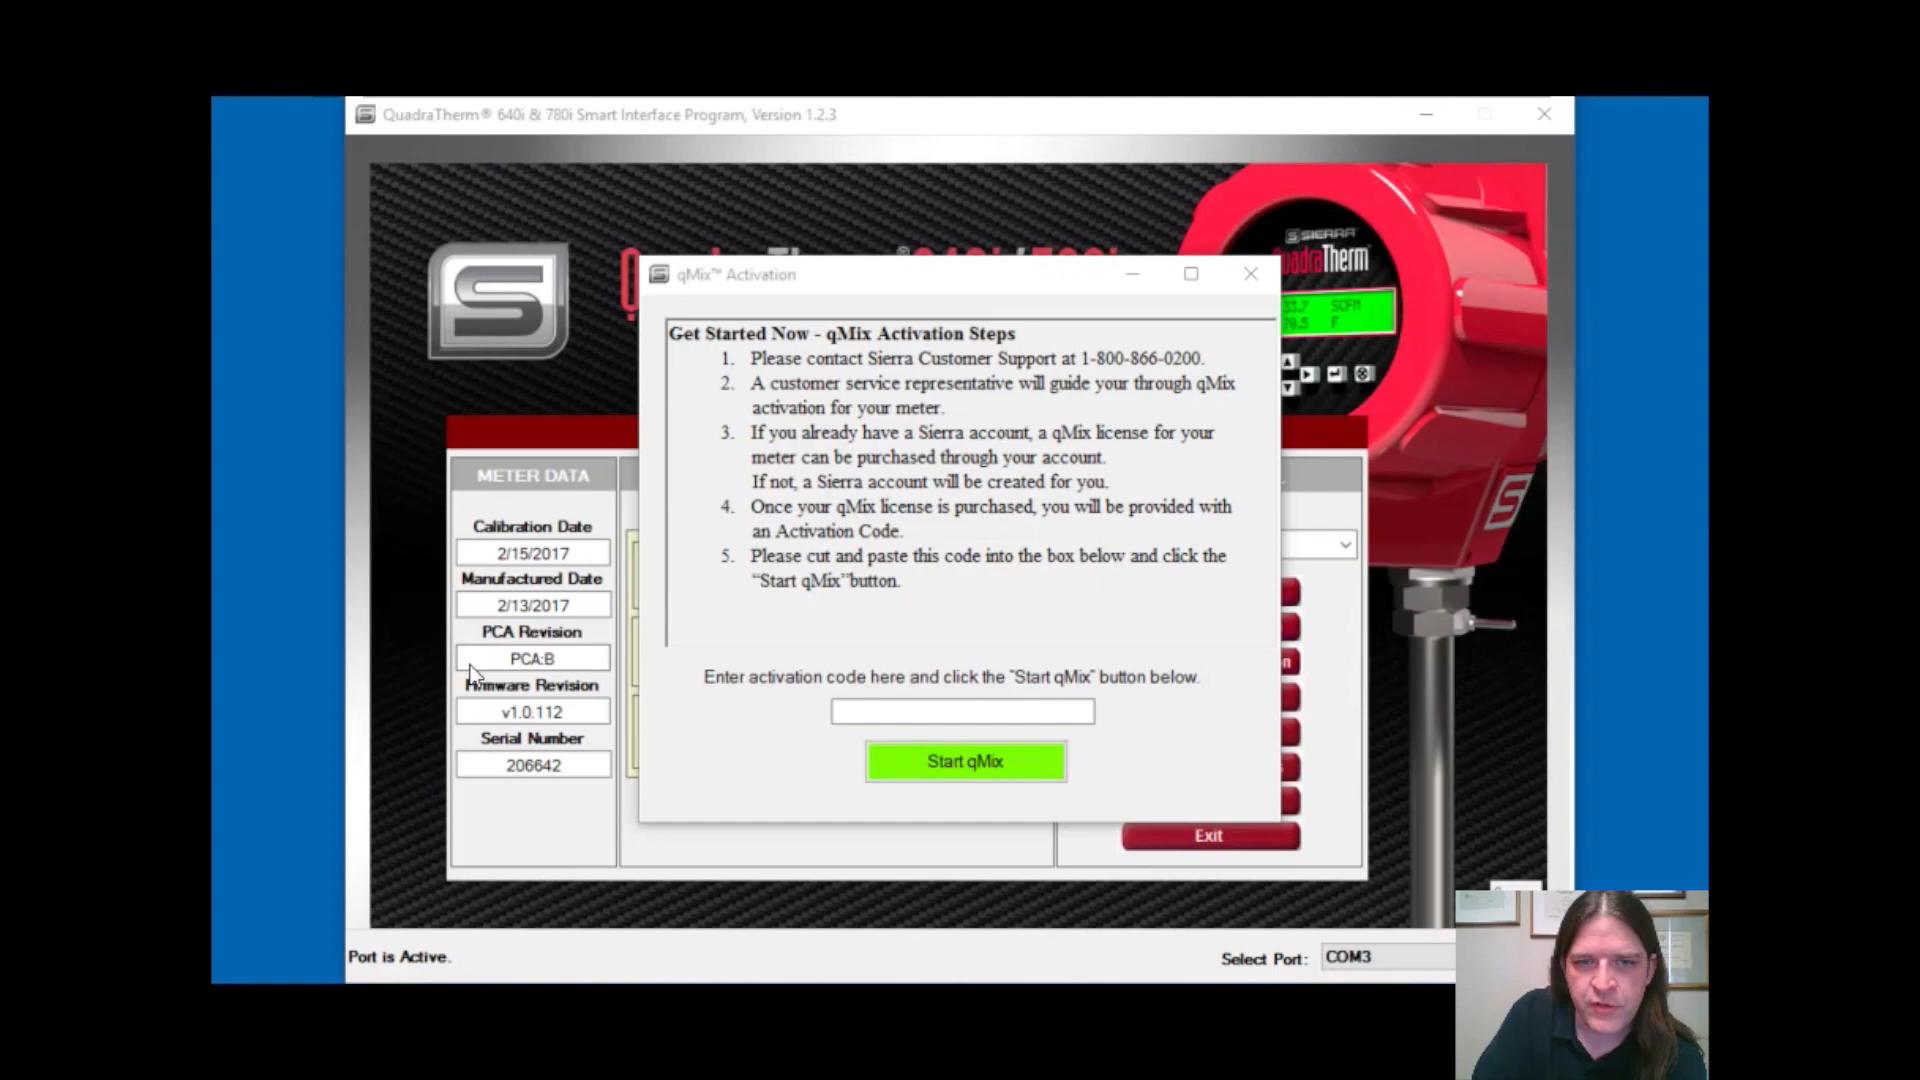 QuadraTherm® 640i & 780i Smart Interface Program, Version 1.2.3
SIERRA
QuadraTherm
33.7 SCFM
70.5 F
qMix™ Activation
Get Started Now - qMix Activation Steps
1. Please contact Sierra Customer Support at 1-800-866-0200.
2. A customer service representative will guide your through qMix
activation for your meter.
3. If you already have a Sierra account, a qMix license for your
meter can be purchased through your account.
If not, a Sierra account will be created for you.
4. Once your qMix license is purchased, you will be provided with
an Activation Code.
5. Please cut and paste this code into the box below and click the
“Start qMix”button.
Enter activation code here and click the "Start qMix" button below.
Start qMix
METER DATA
Calibration Date
2/15/2017
Manufactured Date
2/13/2017
PCA Revision
PCA:B
Firmware Revision
v1.0.112
Serial Number
206642
Exit
Port is Active.
Select Port: COM3